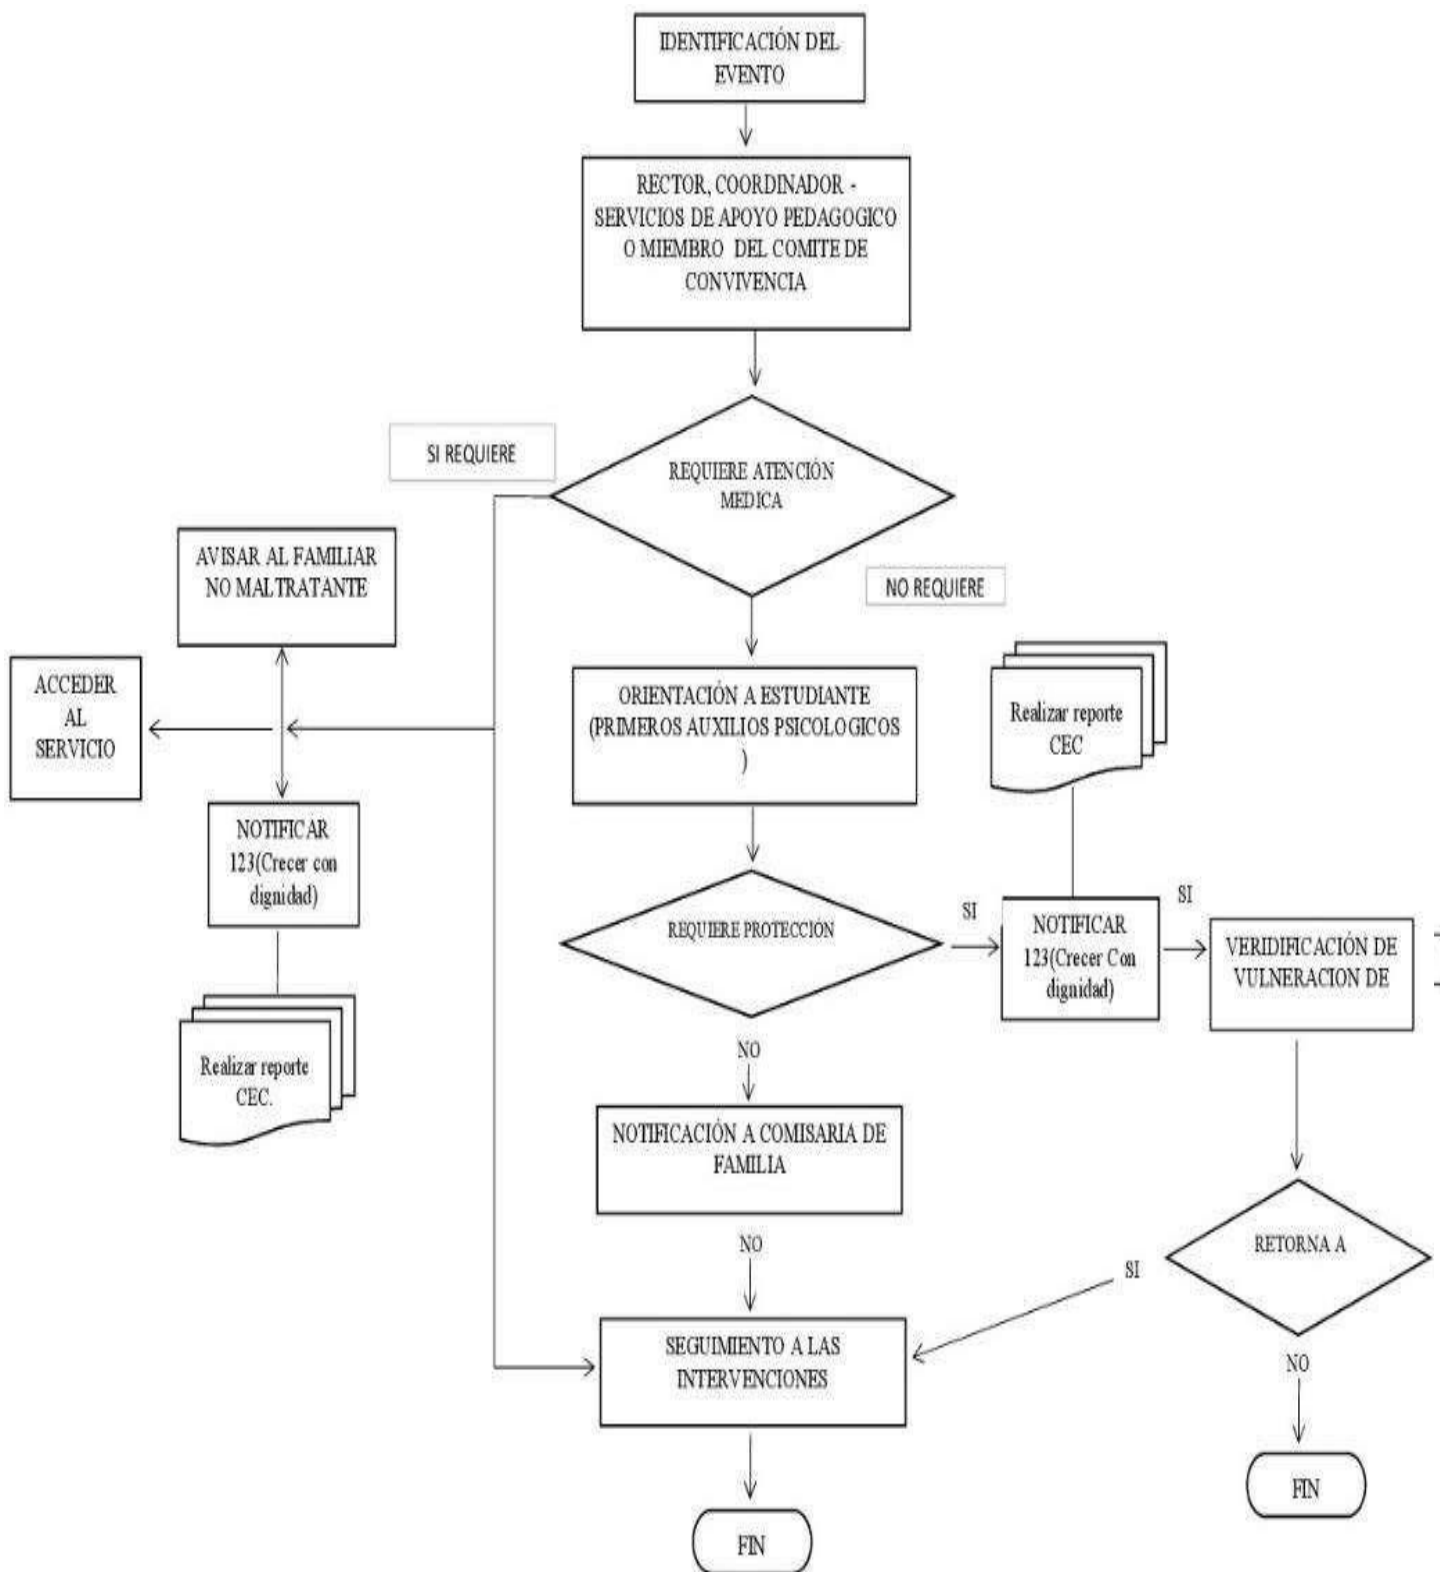 IDENTIFICACIÓN DEL
EVENTO
RECTOR, COORDINADOR -
SERVICIOS DE APOYO PEDAGOGICO
O MIEMBRO DEL COMITE DE
CONVIVENCIA
SI REQUIERE
REQUIERE ATENCIÓN
MEDICA
NO REQUIERE
AVISAR AL FAMILIAR
NO MALTRATANTE
ACCEDER
AL
SERVICIO
NOTIFICAR
123(Crecer con
dignidad)
Realizar reporte
CEC.
ORIENTACIÓN A ESTUDIANTE
(PRIMEROS AUXILIOS PSICOLOGICOS
)
Realizar reporte
CEC
REQUIERE PROTECCIÓN
SI
NOTIFICAR
123(Crecer Con
dignidad)
SI
VERIDIFICACIÓN DE
VULNERACION DE
NO
NOTIFICACIÓN A COMISARIA DE
FAMILIA
NO
RETORNA A
SI
SEGUIMIENTO A LAS
INTERVENCIONES
NO
FIN
FIN